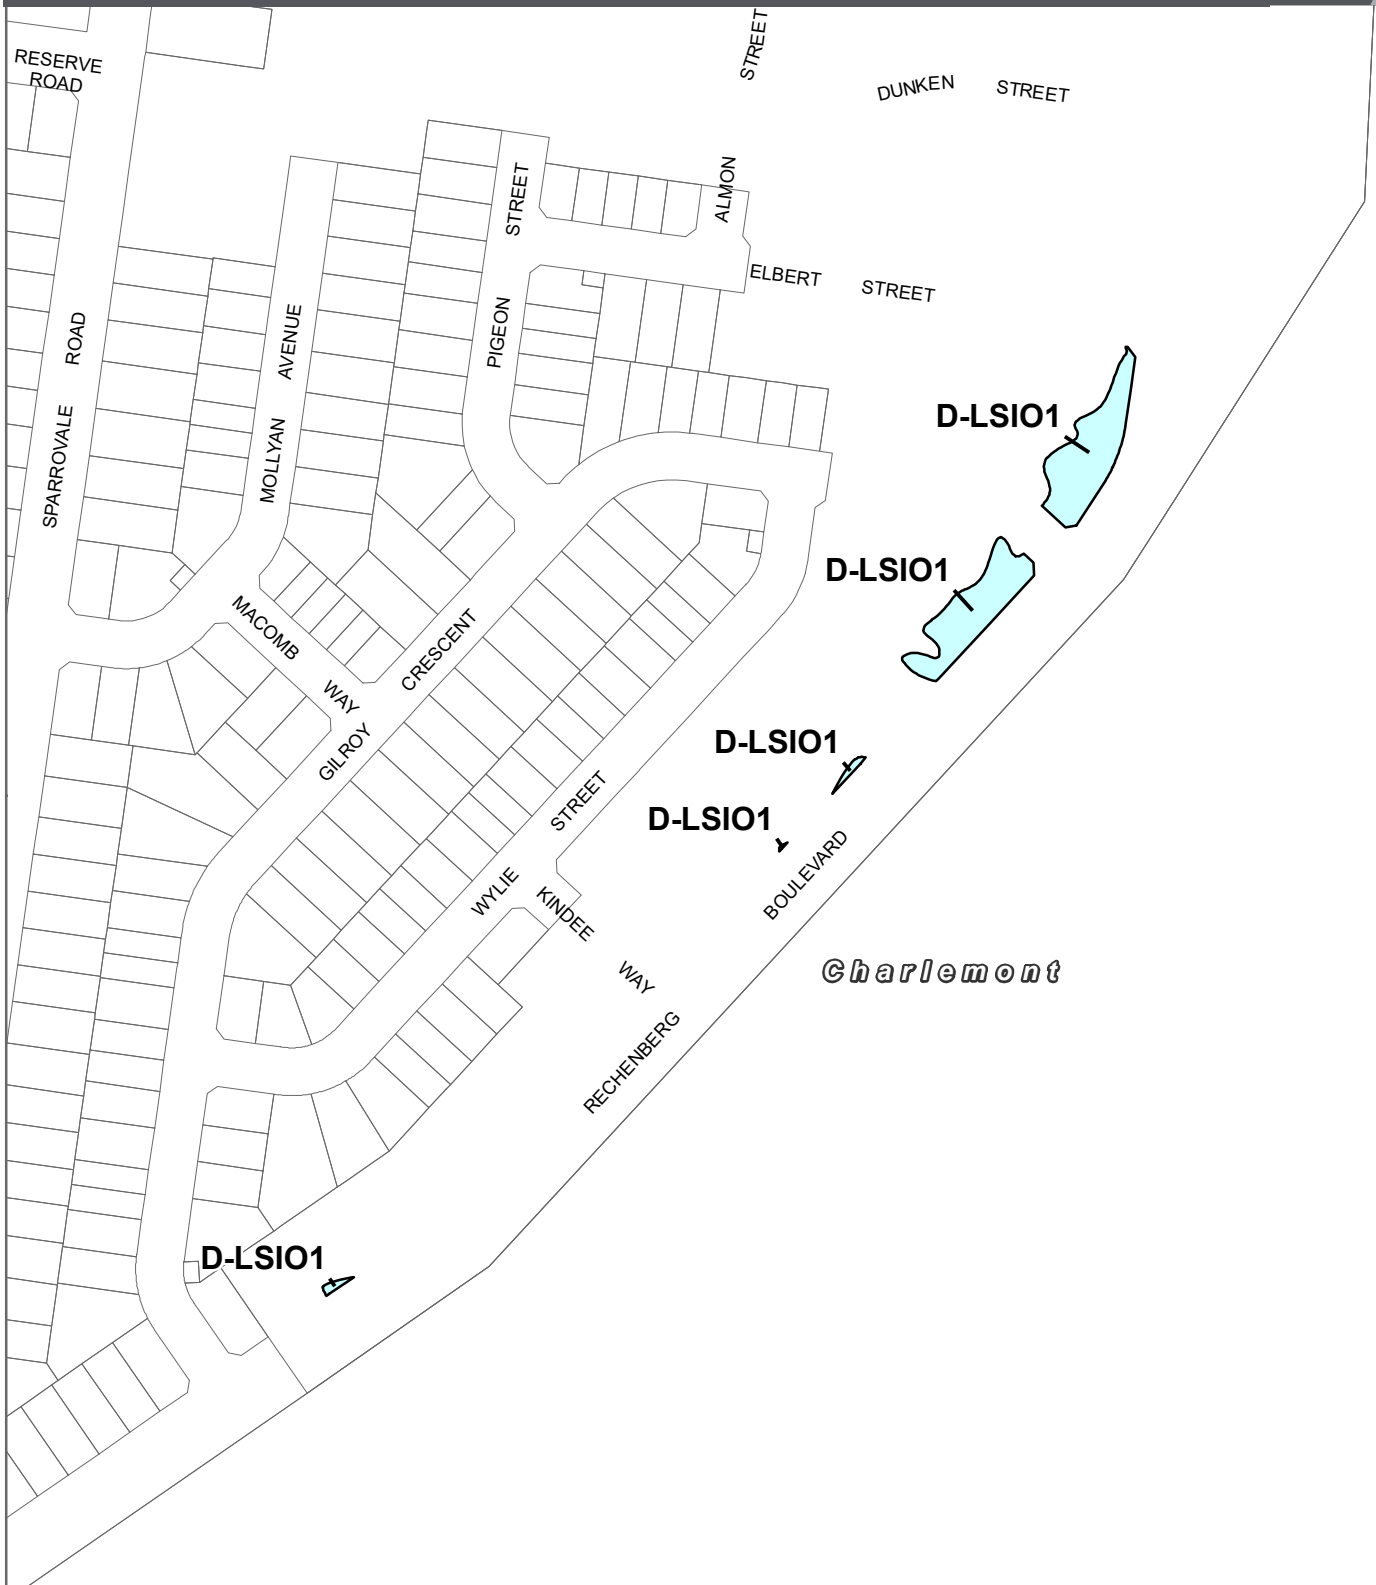 RESERVE
ROAD
STREET
DUNKEN STREET
STREET
ALMON
ELBERT STREET
PIGEON
ROAD
AVENUE
SPARROVALE
MOLLYAN
D-LSIO1
D-LSIO1
MACOMB
WAY
CRESCENT
GILROY
D-LSIO1
D-LSIO1
STREET
WYLIE
BOULEVARD
KINDEE
WAY
Charlemont
RECHENBERG
D-LSIO1